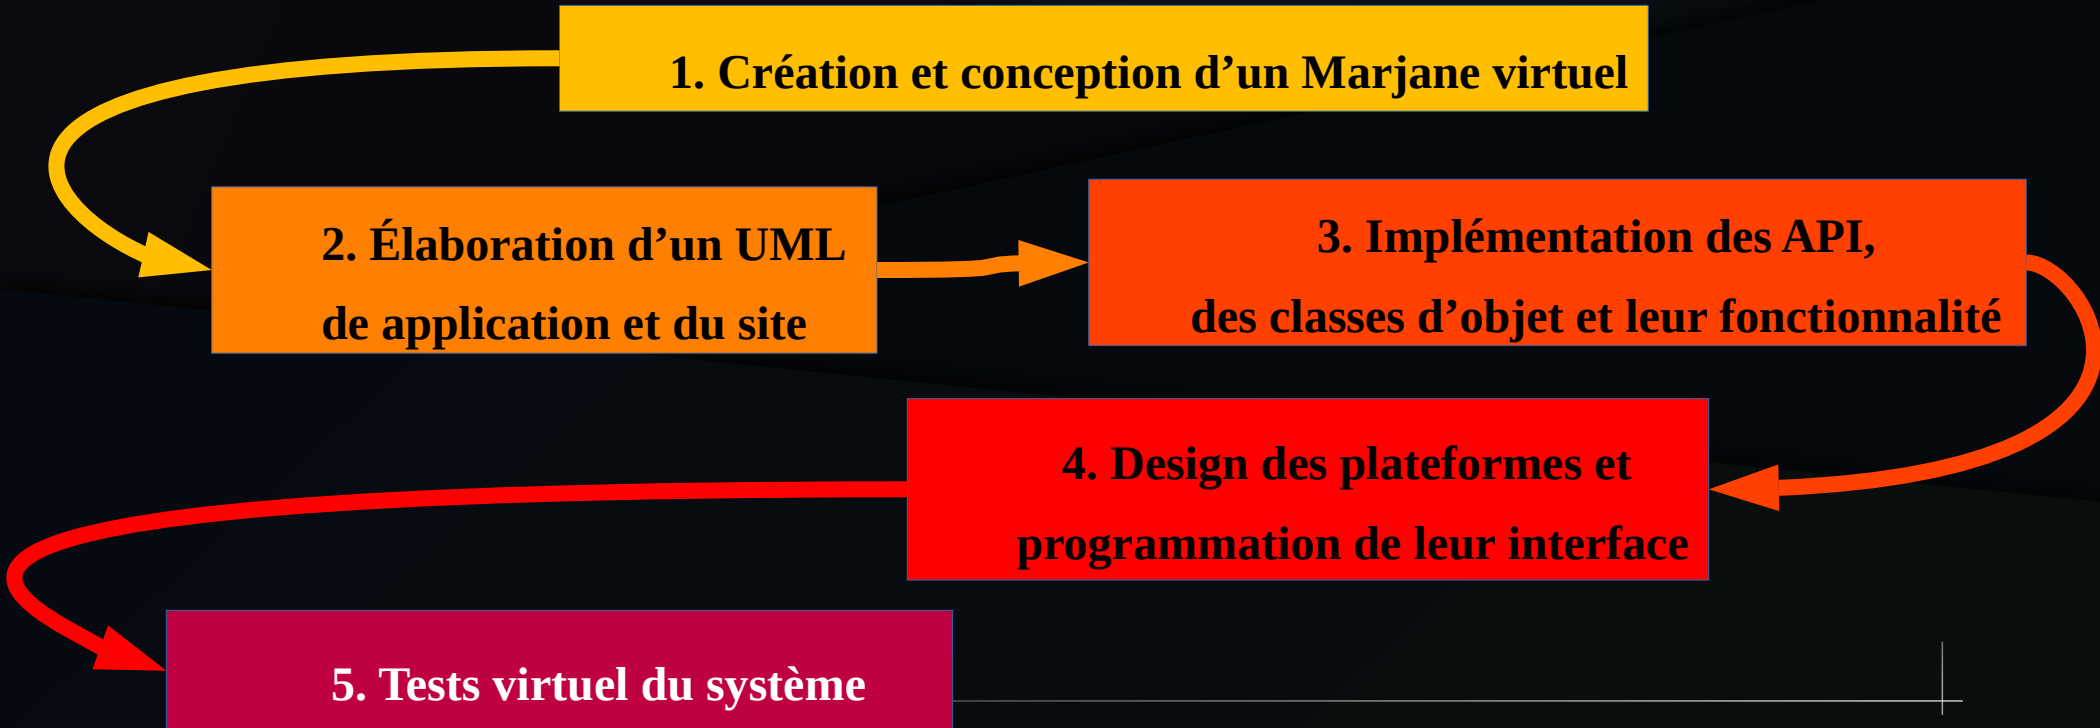 1. Création et conception d’un Marjane virtuel
2. Élaboration d’un UML
de application et du site
3. Implémentation des API,
des classes d’objet et leur fonctionnalité
4. Design des plateformes et
programmation de leur interface
5. Tests virtuel du système